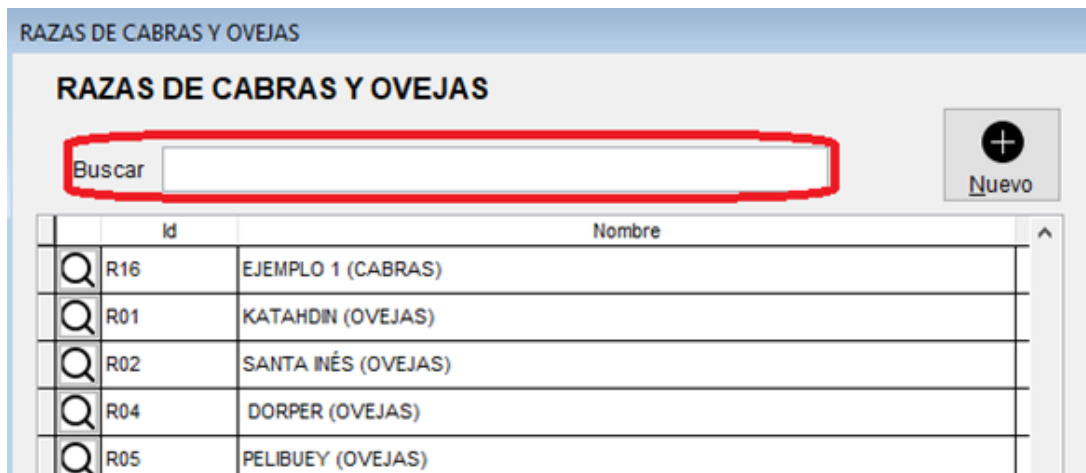 RAZAS DE CABRAS Y OVEJAS
RAZAS DE CABRAS Y OVEJAS
Buscar
Nuevo
Id Nombre
R16 EJEMPLO 1 (CABRAS)
R01 KATAHDIN (OVEJAS)
R02 SANTA INÉS (OVEJAS)
R04 DORPER (OVEJAS)
R05 PELIBUEY (OVEJAS)